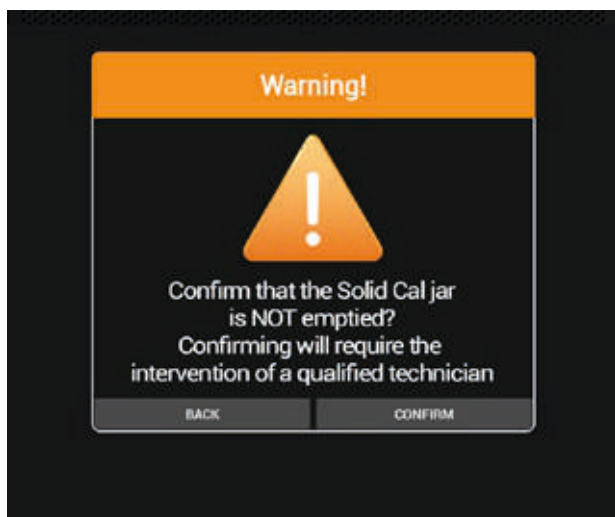 Warning!
Confirm that the Solid Cal jar
is NOT emptied?
Confirming will require the
intervention of a qualified technician
BACK CONFIRM